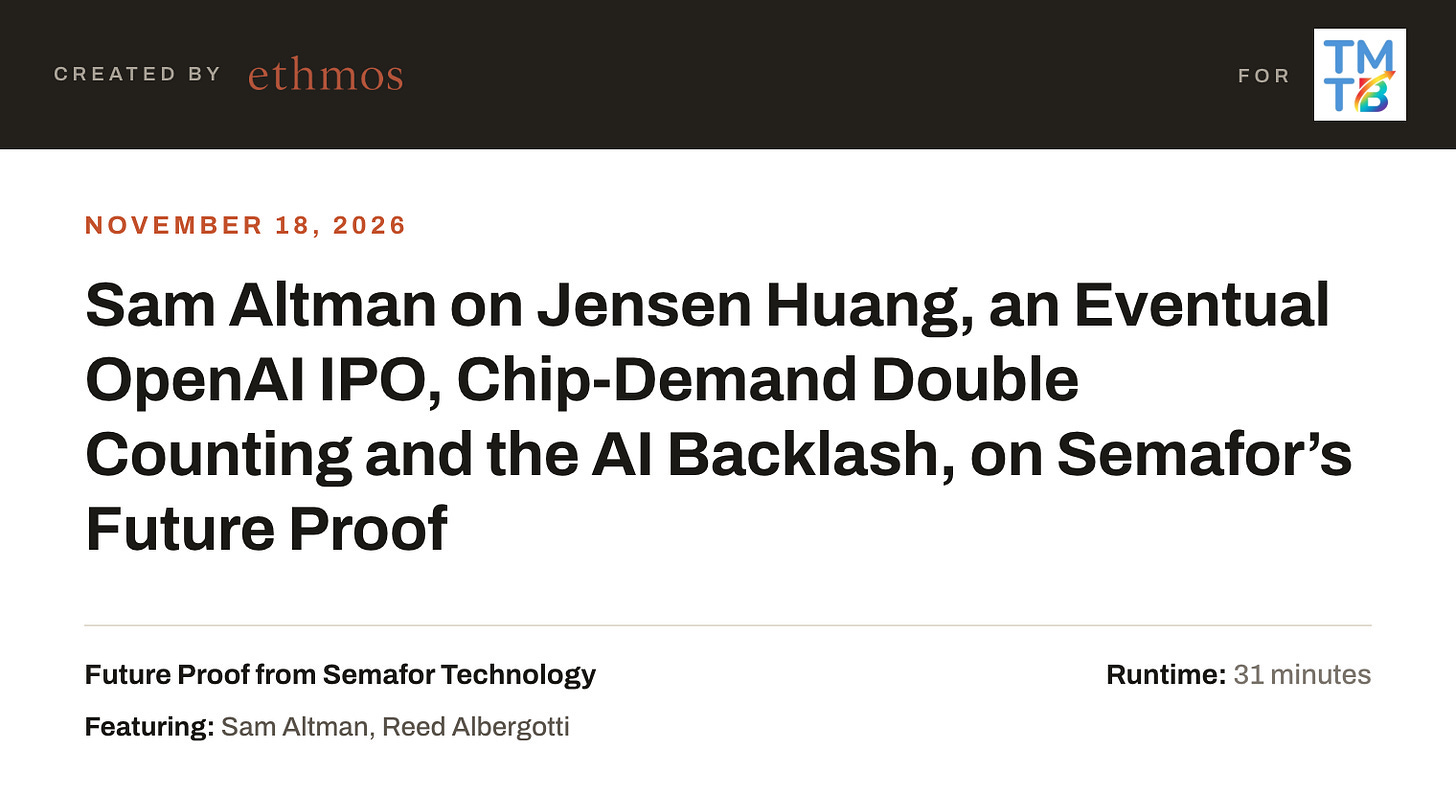 CREATED BY ethmos
FOR TMTB
NOVEMBER 18, 2026
Sam Altman on Jensen Huang, an Eventual
OpenAI IPO, Chip-Demand Double
Counting and the AI Backlash, on Semafor’s
Future Proof
Future Proof from Semafor Technology
Runtime: 31 minutes
Featuring: Sam Altman, Reed Albergotti